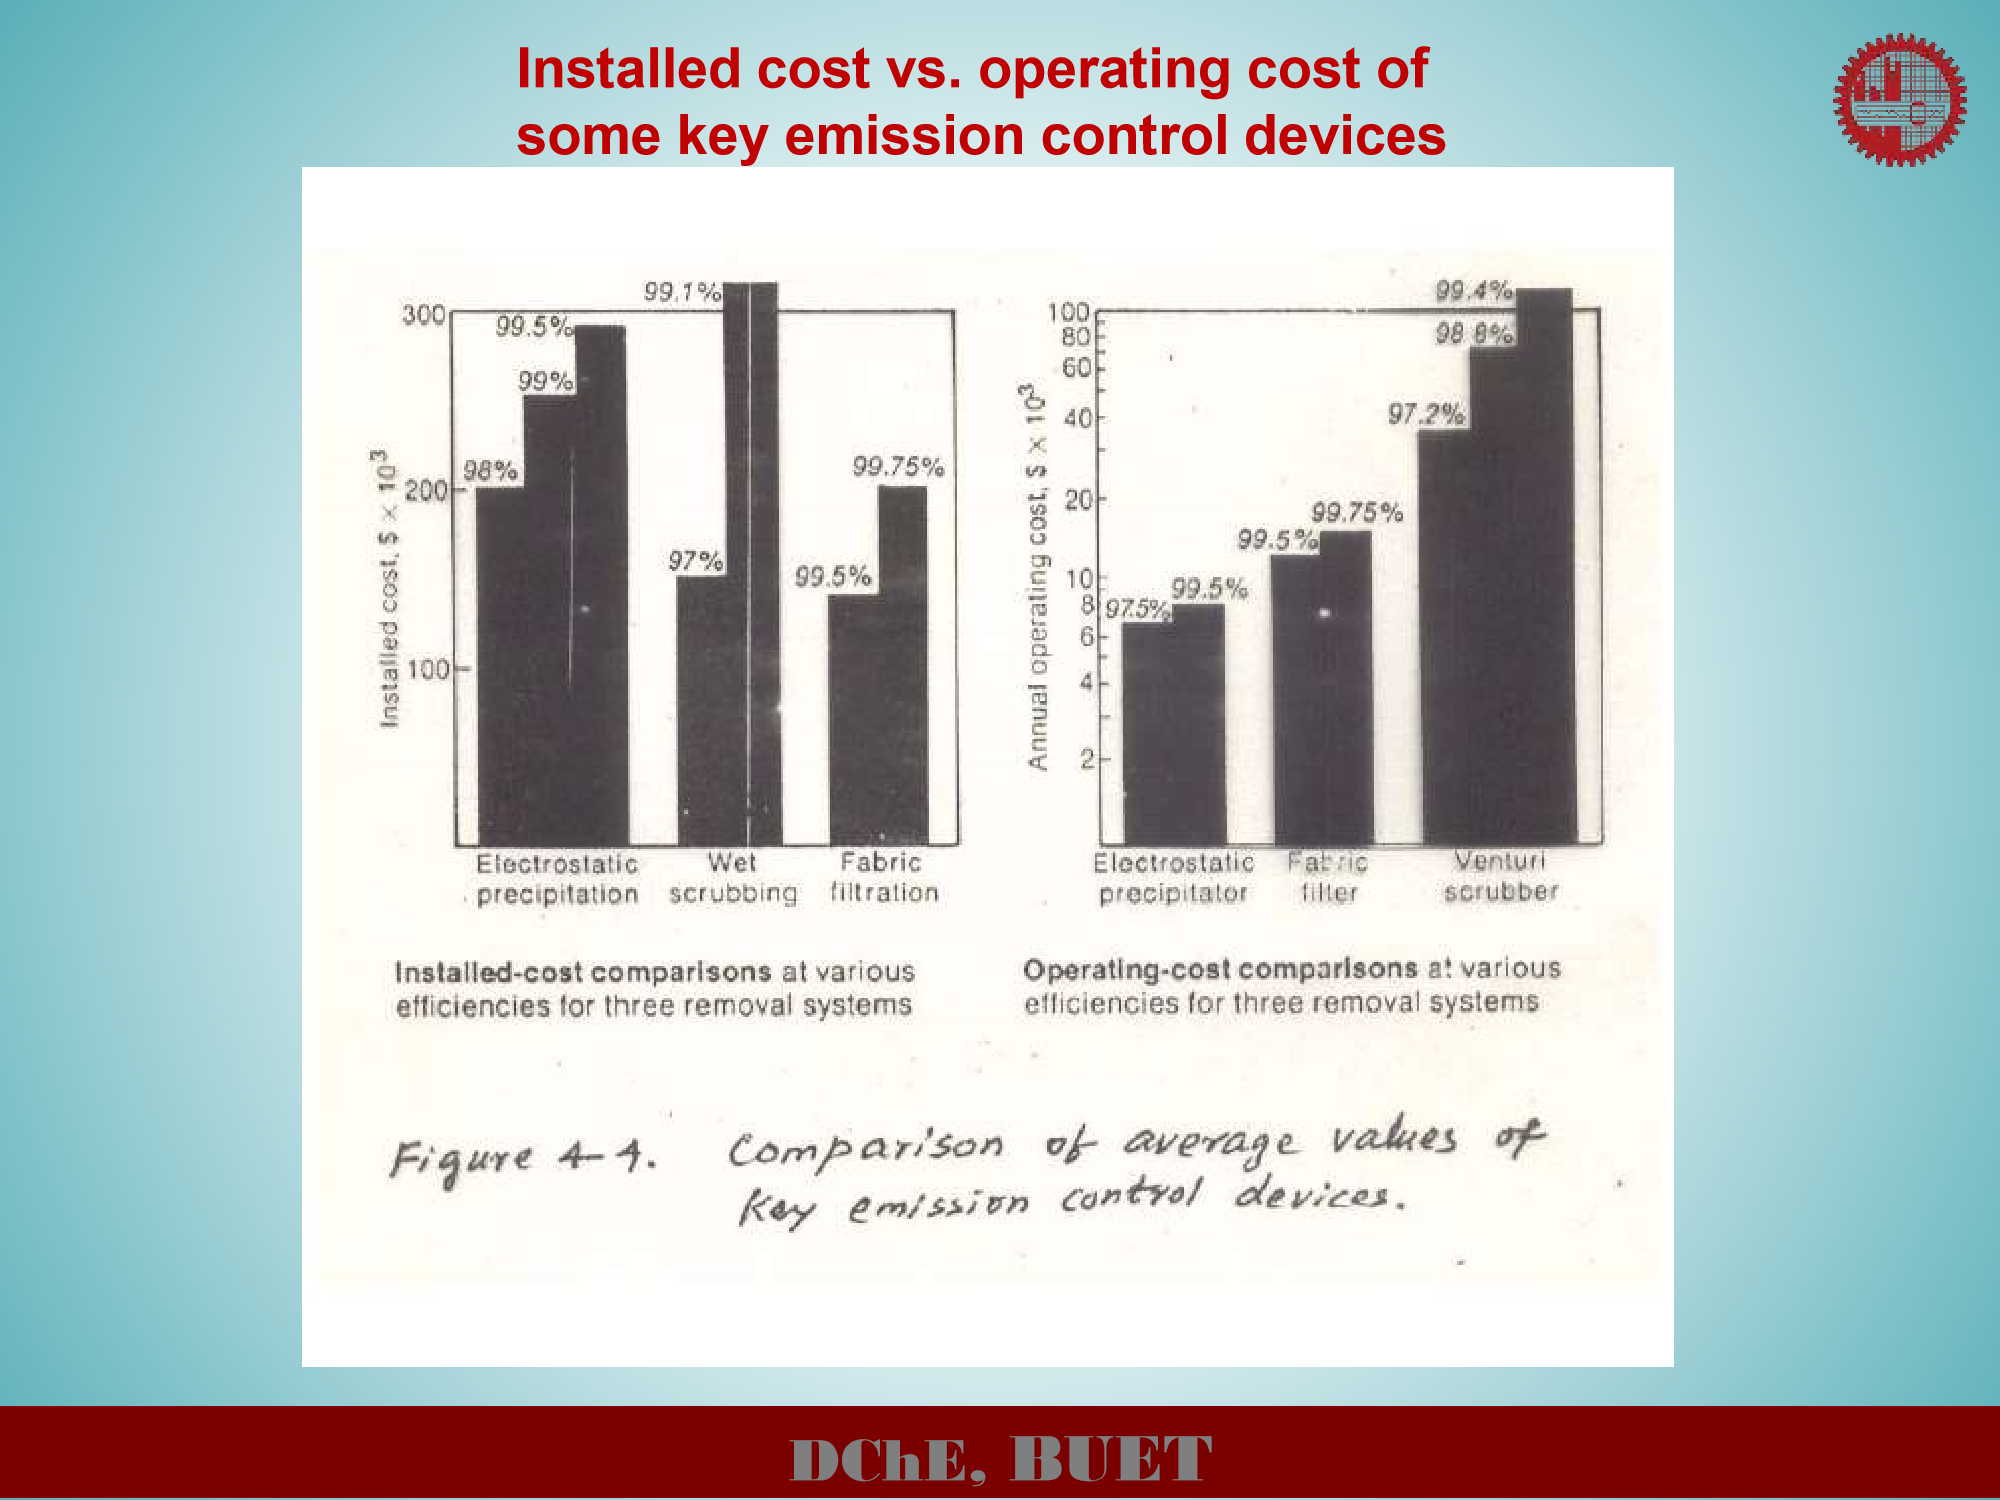 Installed cost vs. operating cost of
some key emission control devices
Installed cost, $ × 10³
300
200
100
98%
99%
99.5%
97%
99.1%
99.5%
99.75%
Electrostatic
precipitation
Wet
scrubbing
Fabric
filtration
Installed-cost comparisons at various
efficiencies for three removal systems
Annual operating cost, $ × 10³
100
80
60
40
20
10
8
6
4
2
97.5%
99.5%
99.5%
99.75%
97.2%
98.8%
99.4%
Electrostatic
precipitator
Fabric
filter
Venturi
scrubber
Operating-cost comparisons at various
efficiencies for three removal systems
Figure 4-4. Comparison of average values of
key emission control devices.
DChE, BUET